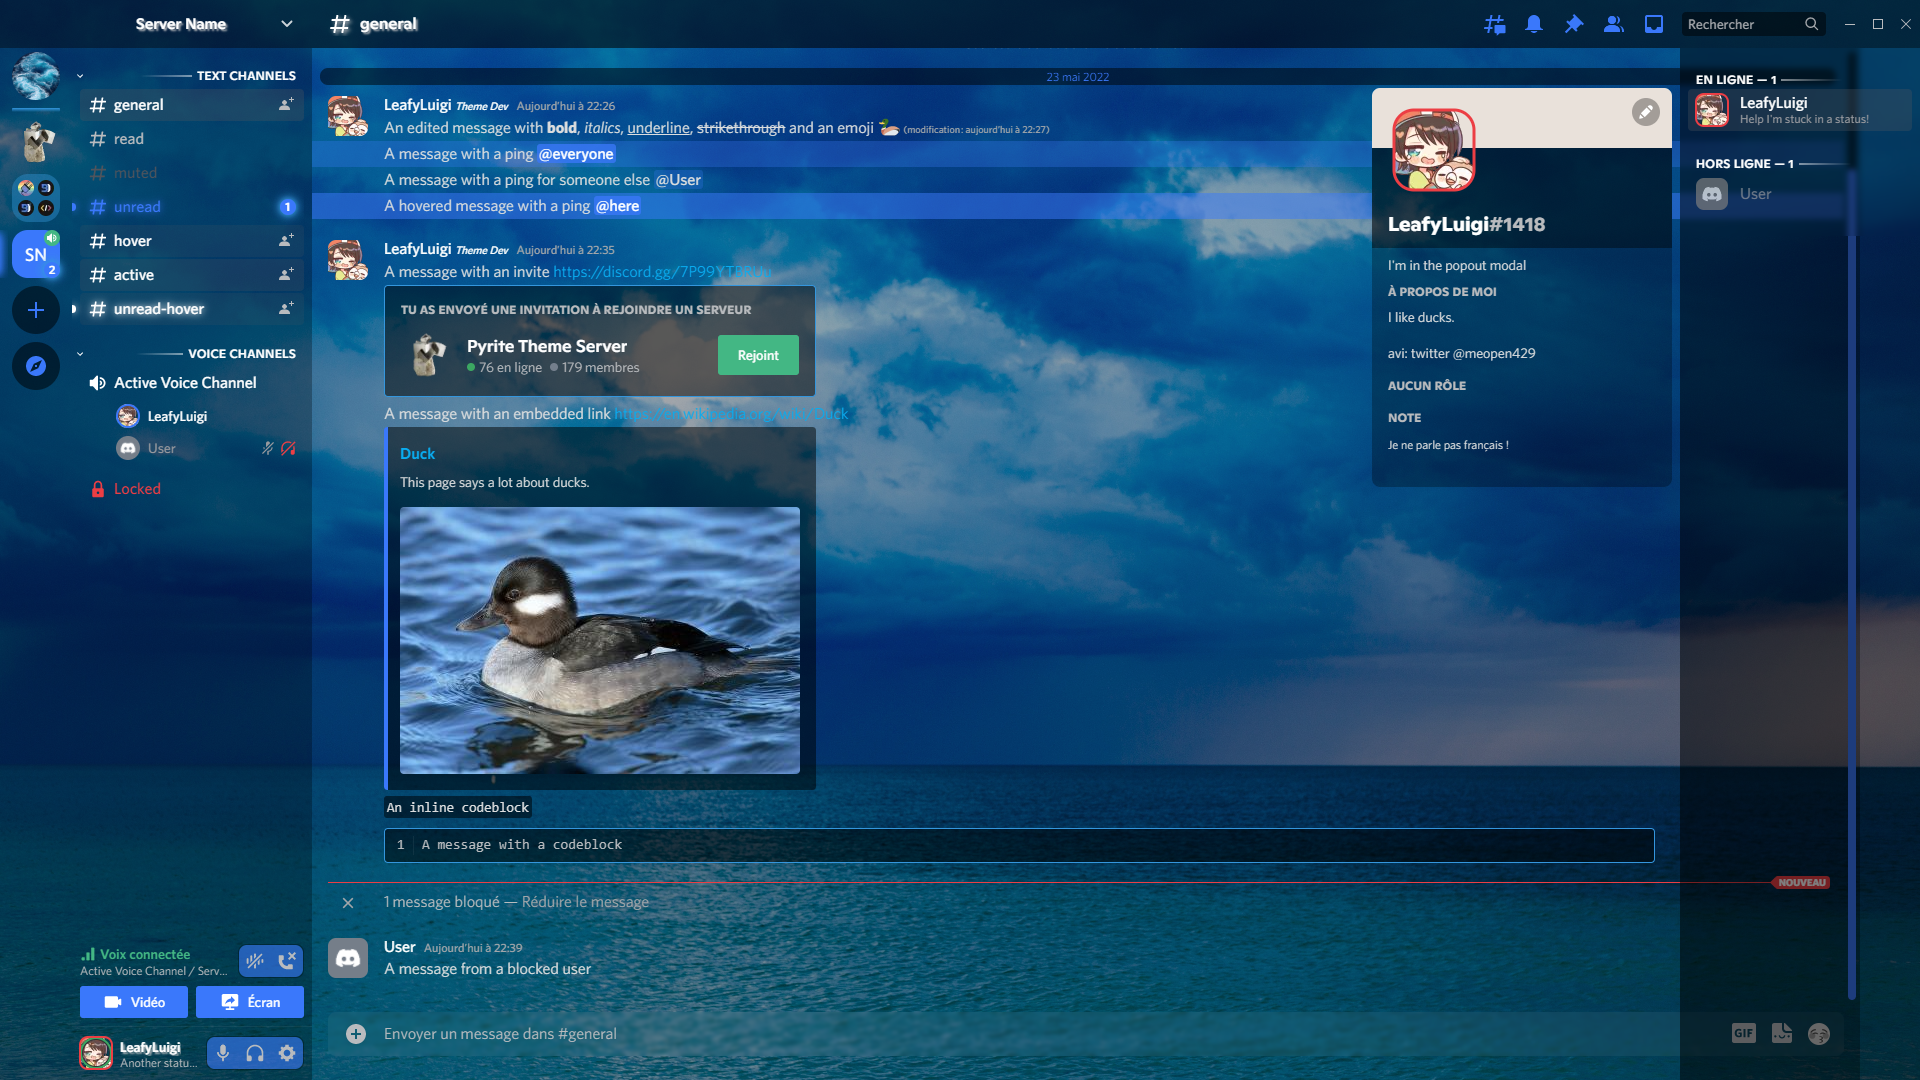 Server Name
# general
Rechercher
TEXT CHANNELS
general
read
muted
unread
1
hover
active
unread-hover
SN
2
VOICE CHANNELS
Active Voice Channel
LeafyLuigi
User
Locked
Voix connectée
Active Voice Channel / Serv...
Vidéo
Écran
LeafyLuigi
Another statu...
23 mai 2022
LeafyLuigi Theme Dev Aujourd'hui à 22:26
An edited message with bold, italics, underline, strikethrough and an emoji (modification : aujourd'hui à 22:27)
A message with a ping @everyone
A message with a ping for someone else @User
A hovered message with a ping @here
LeafyLuigi Theme Dev Aujourd'hui à 22:35
A message with an invite
TU AS ENVOYÉ UNE INVITATION À REJOINDRE UN SERVEUR
Pyrite Theme Server
76 en ligne 179 membres
Rejoint
A message with an embedded link https://en.wikipedia.org/wiki/Duck
Duck
This page says a lot about ducks.
An inline codeblock
1 A message with a codeblock
NOUVEAU
1 message bloqué — Réduire le message
User Aujourd'hui à 22:39
A message from a blocked user
Envoyer un message dans #general
GIF
LeafyLuigi#1418
I'm in the popout modal
À PROPOS DE MOI
I like ducks.
avi: twitter @meopen429
AUCUN RÔLE
NOTE
Je ne parle pas français !
EN LIGNE — 1
LeafyLuigi
Help I'm stuck in a status!
HORS LIGNE — 1
User